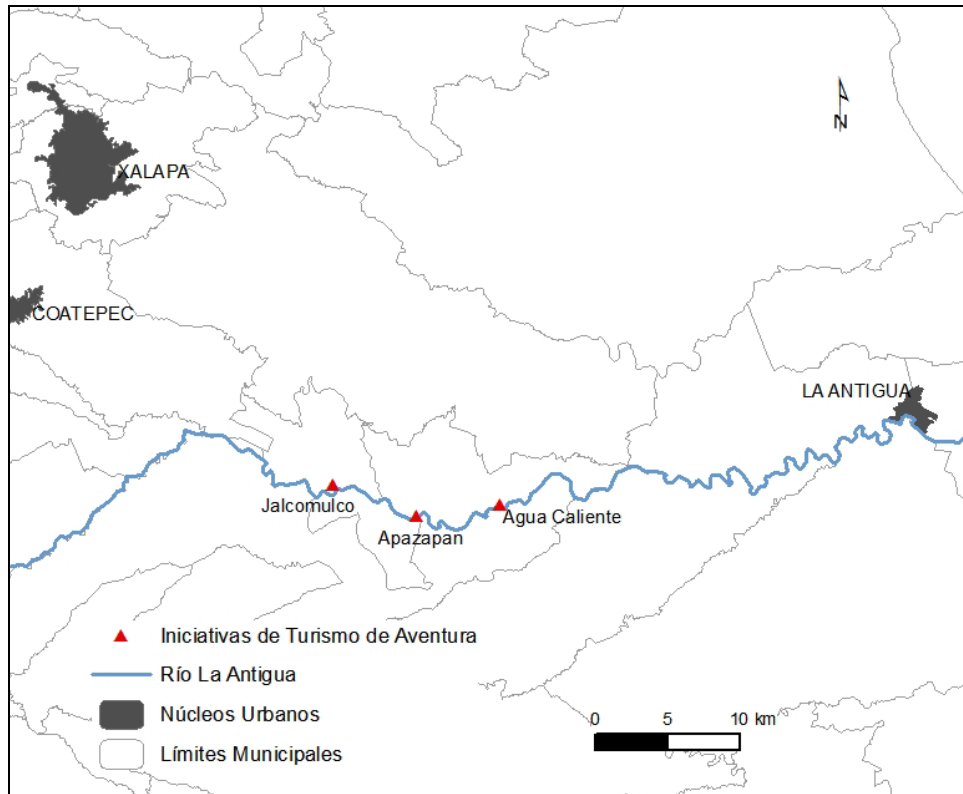 N
XALAPA
COATEPEC
LA ANTIGUA
Jalcomulco
Agua Caliente
Apazapan
Iniciativas de Turismo de Aventura
Río La Antigua
Núcleos Urbanos
Límites Municipales
0 5 10 km